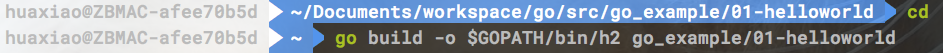 huaxiao@ZBMAC-afee70b5d ~/Documents/workspace/go/src/go_example/01-helloworld cd
huaxiao@ZBMAC-afee70b5d ~ go build -o $GOPATH/bin/h2 go_example/01-helloworld